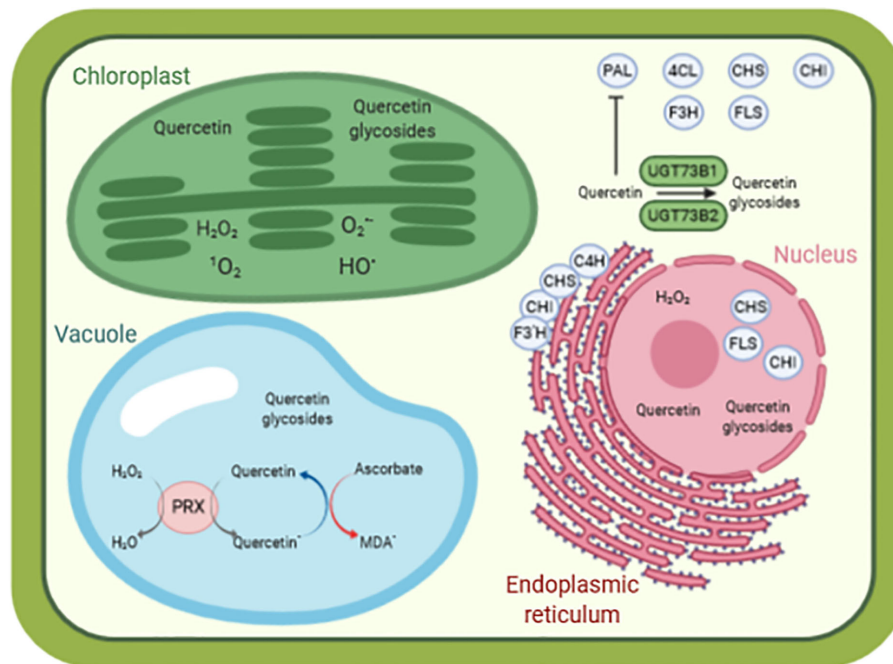 Chloroplast
Quercetin
Quercetin
glycosides
H₂O₂
O₂•−
¹O₂
HO•
PAL
4CL
CHS
CHI
F3H
FLS
UGT73B1
Quercetin
Quercetin
glycosides
UGT73B2
Nucleus
C4H
CHS
CHI
F3'H
H₂O₂
CHS
FLS
CHI
Quercetin
Quercetin
glycosides
Vacuole
Quercetin
glycosides
H₂O₂
Quercetin
Ascorbate
PRX
H₂O
Quercetin•
MDA•
Endoplasmic
reticulum